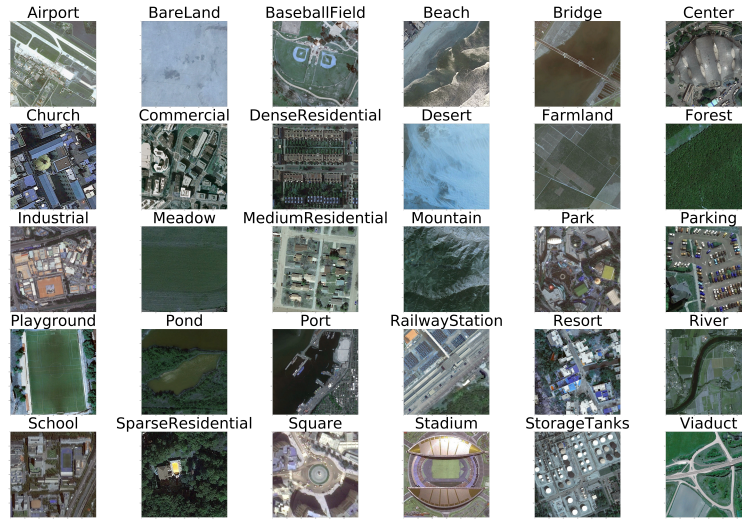 Airport BareLand BaseballField Beach Bridge Center
Church Commercial DenseResidential Desert Farmland Forest
Industrial Meadow MediumResidential Mountain Park Parking
Playground Pond Port RailwayStation Resort River
School SparseResidential Square Stadium StorageTanks Viaduct